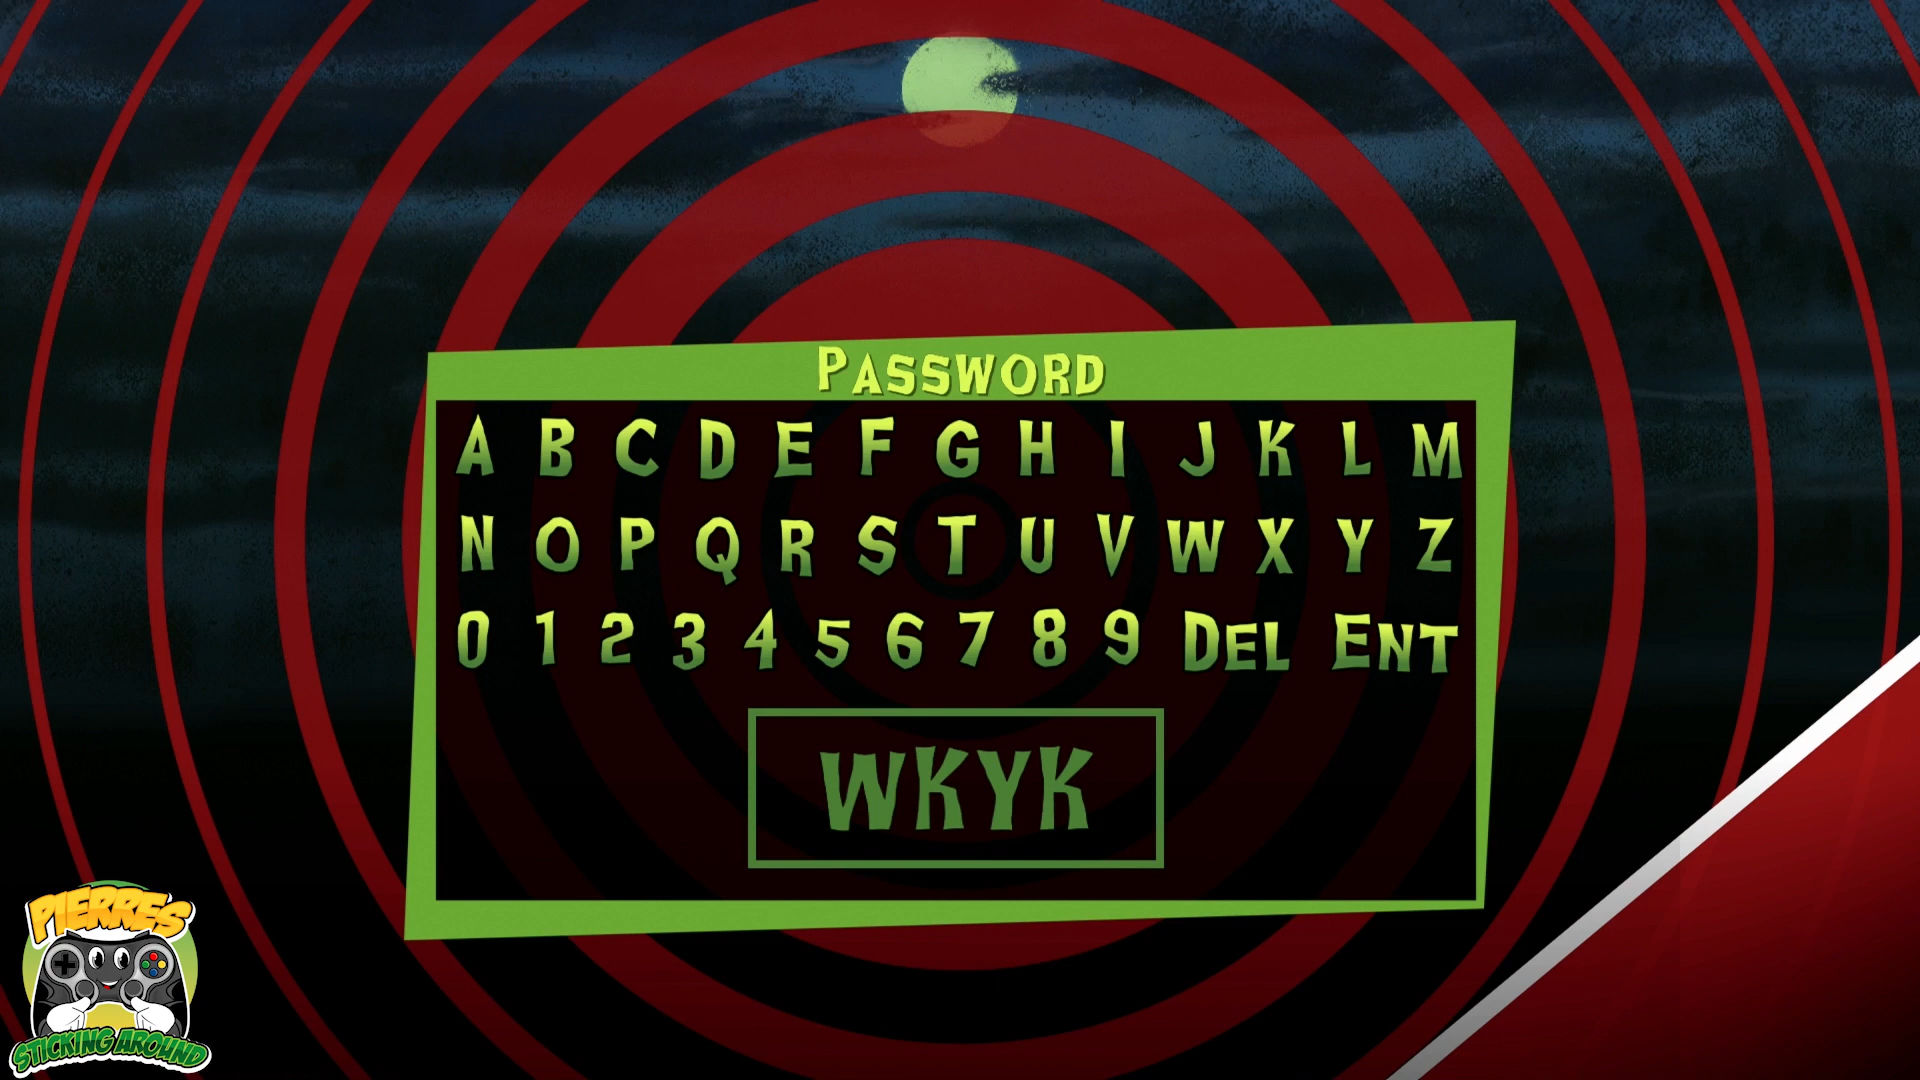 PASSWORD
A B C D E F G H I J K L M
N O P Q R S T U V W X Y Z
0 1 2 3 4 5 6 7 8 9 DEL ENT
WKYK
PIERRES
STICKING AROUND